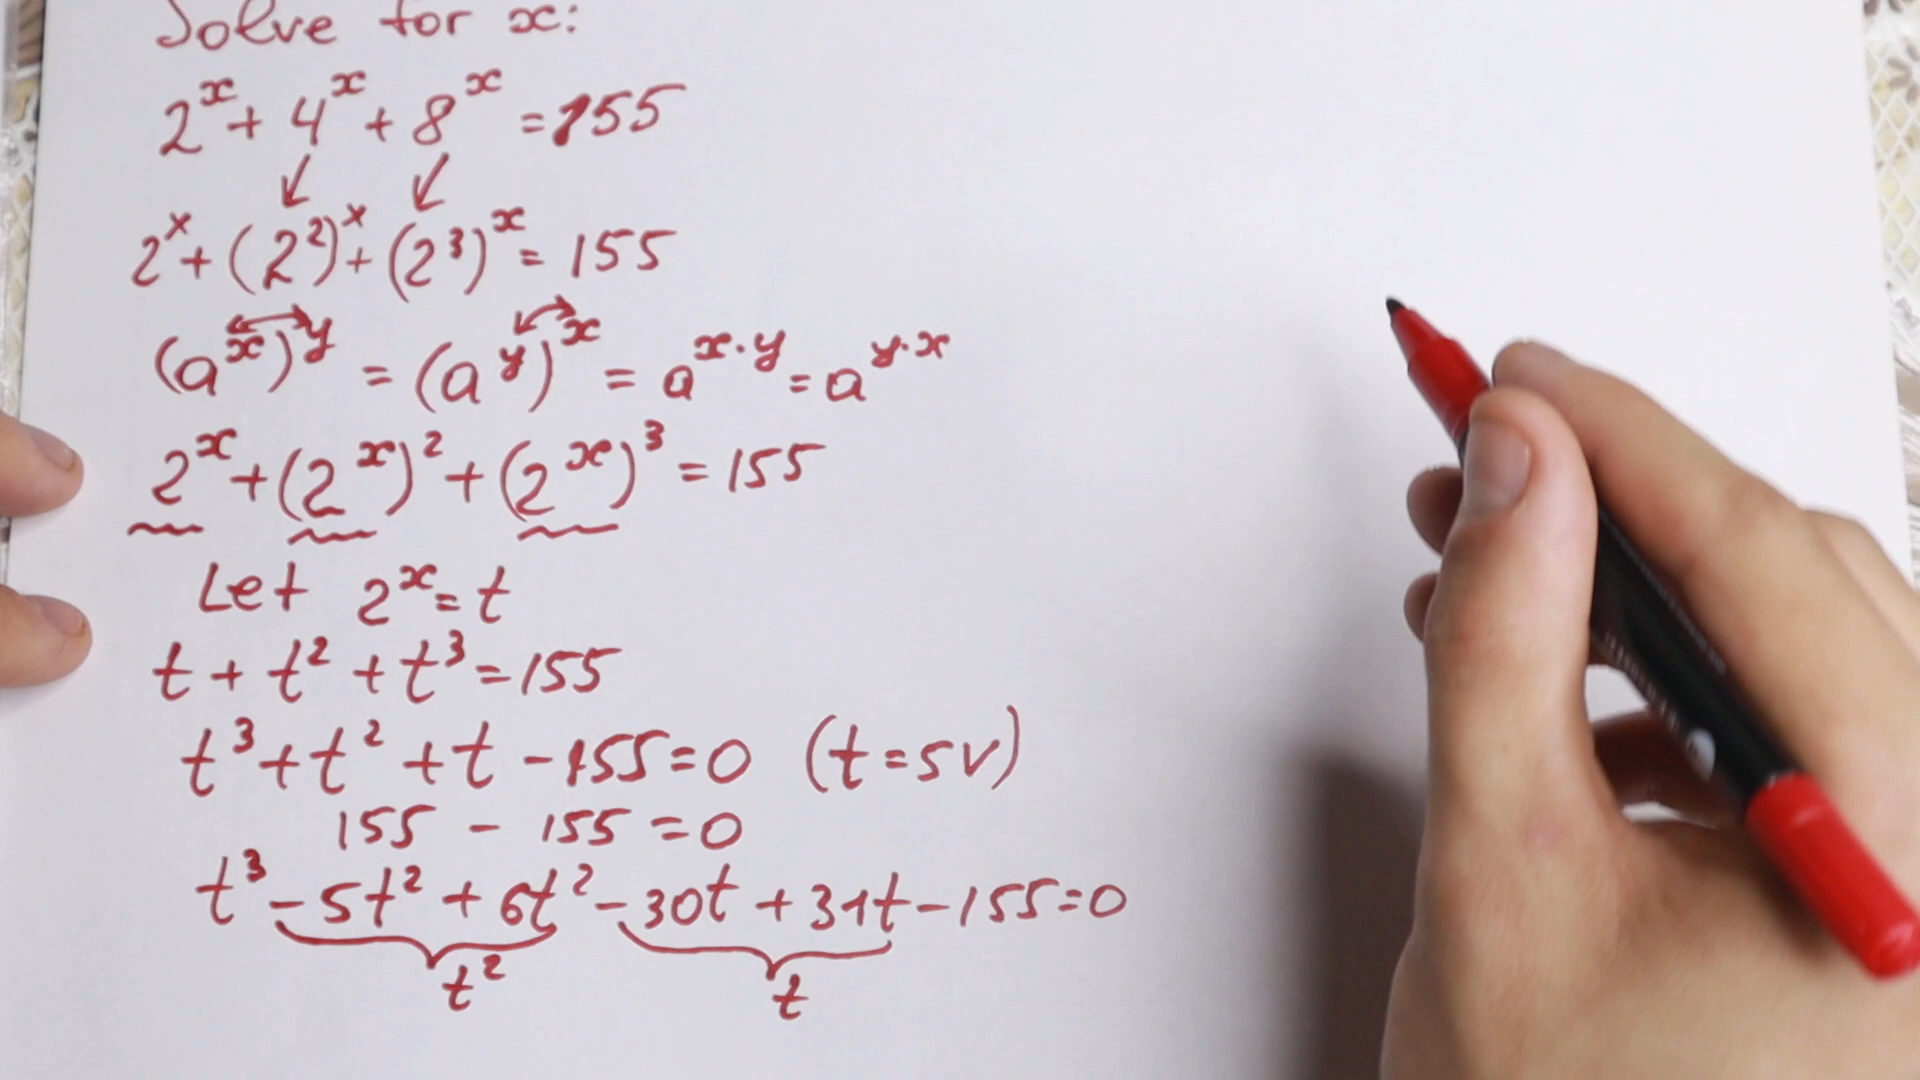 Solve for x:
2^x + 4^x + 8^x = 155
2^x + (2^2)^x + (2^3)^x = 155
(a^x)^y = (a^y)^x = a^{x·y} = a^{y·x}
2^x + (2^x)^2 + (2^x)^3 = 155
Let 2^x = t
t + t^2 + t^3 = 155
t^3 + t^2 + t - 155 = 0 (t = 5 v)
155 - 155 = 0
t^3 - 5t^2 + 6t^2 - 30t + 31t - 155 = 0
t^2 t